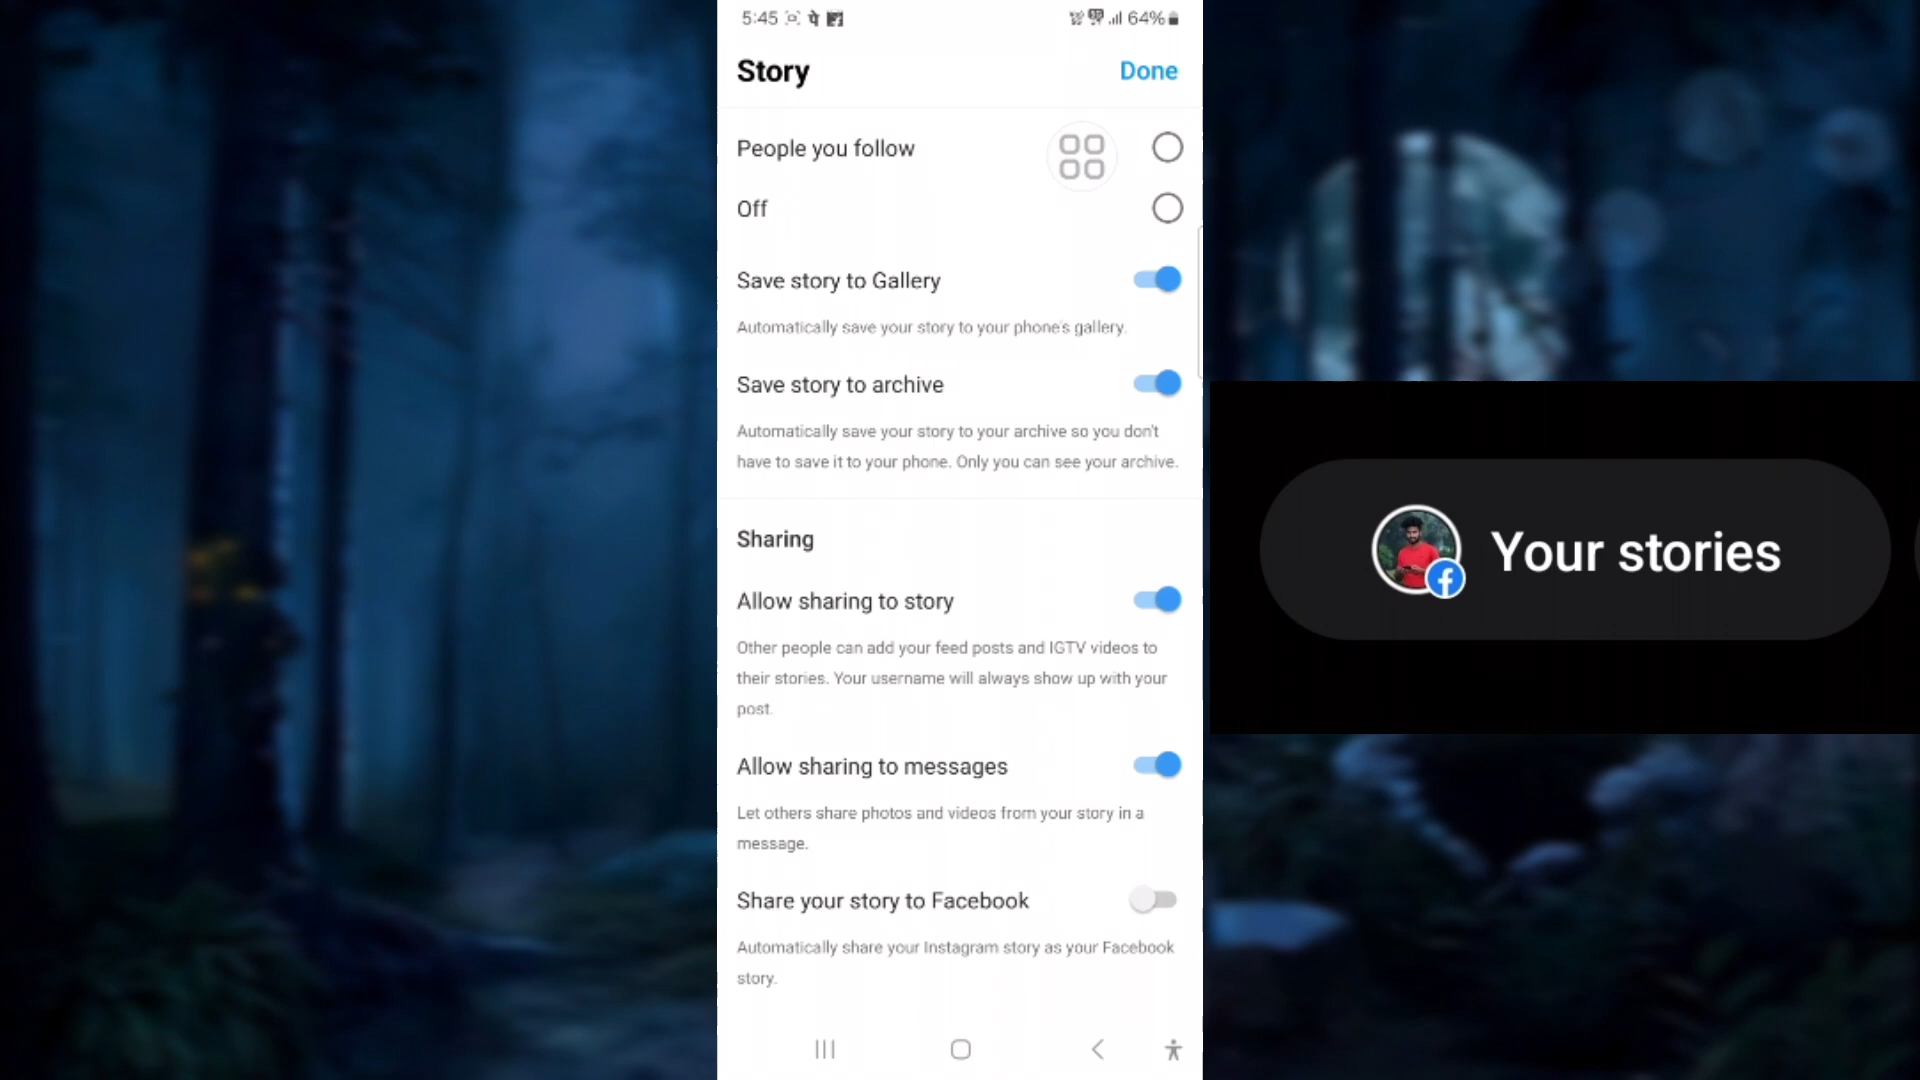 5:45
64%
Story
Done
People you follow
Off
Save story to Gallery
Automatically save your story to your phone's gallery.
Save story to archive
Automatically save your story to your archive so you don't
have to save it to your phone. Only you can see your archive.
Sharing
Allow sharing to story
Other people can add your feed posts and IGTV videos to
their stories. Your username will always show up with your
post.
Allow sharing to messages
Let others share photos and videos from your story in a
message.
Share your story to Facebook
Automatically share your Instagram story as your Facebook
story.
Your stories